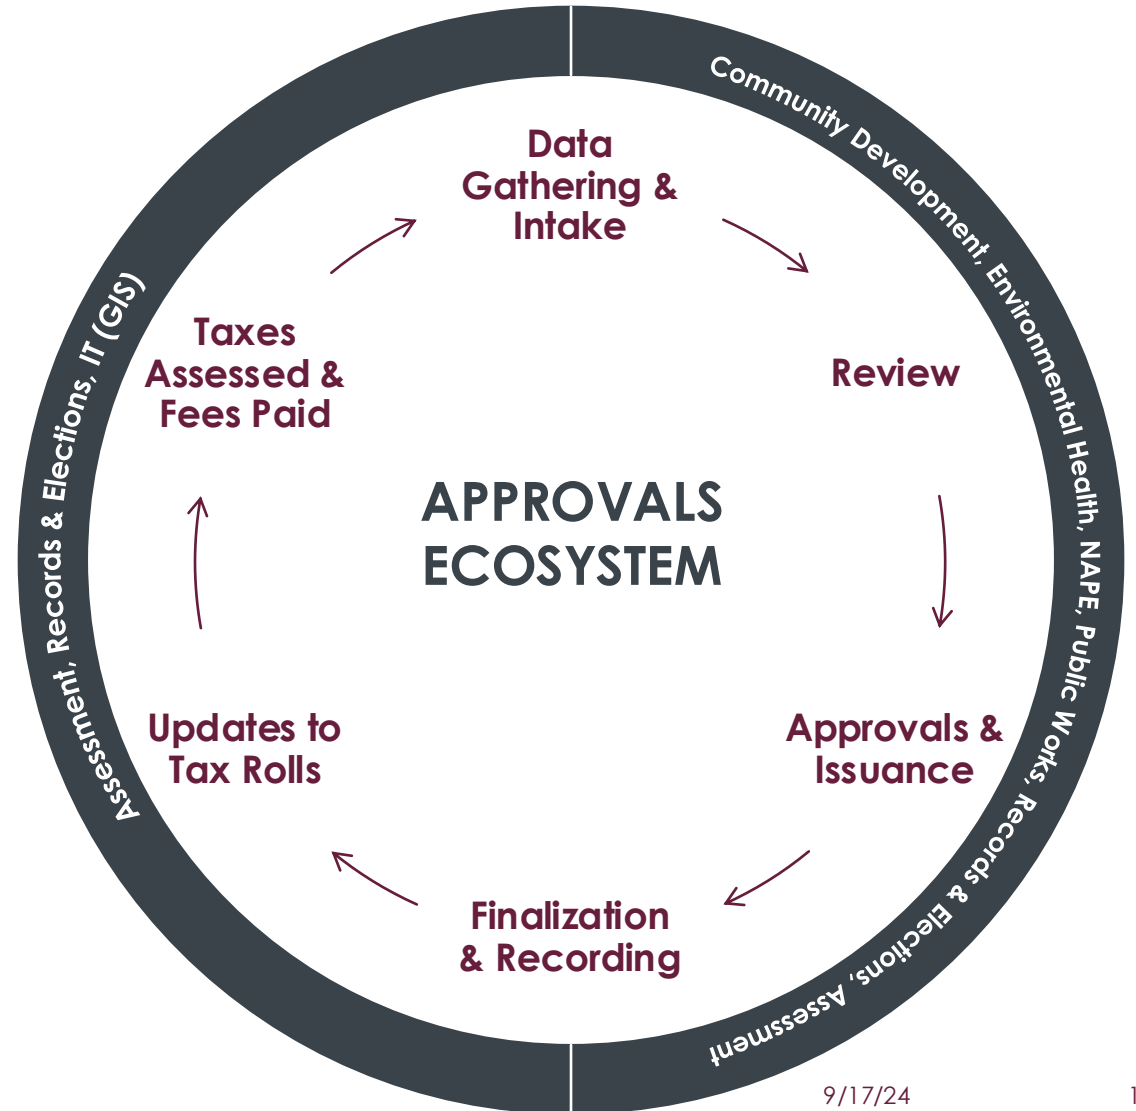 Community Development, Environmental Health, NAPE, Public Works, Records & Elections, Assessment
Assessment, Records & Elections, IT (GIS)
Data
Gathering &
Intake
Review
Approvals &
Issuance
Finalization
& Recording
Updates to
Tax Rolls
Taxes
Assessed &
Fees Paid
APPROVALS
ECOSYSTEM
9/17/24
1